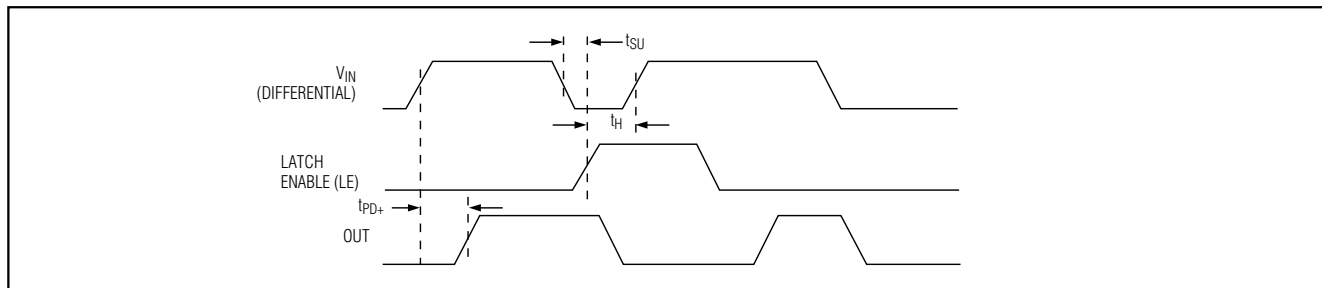 tSU
VIN
(DIFFERENTIAL)
tH
LATCH
ENABLE (LE)
tPD+
OUT